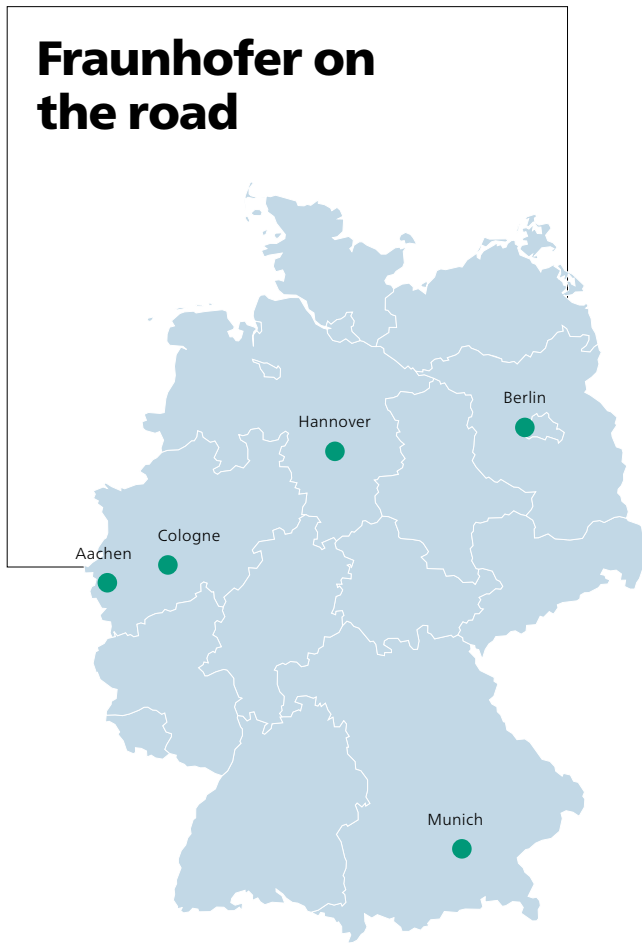 Fraunhofer on
the road
Berlin
Hannover
Cologne
Aachen
Munich